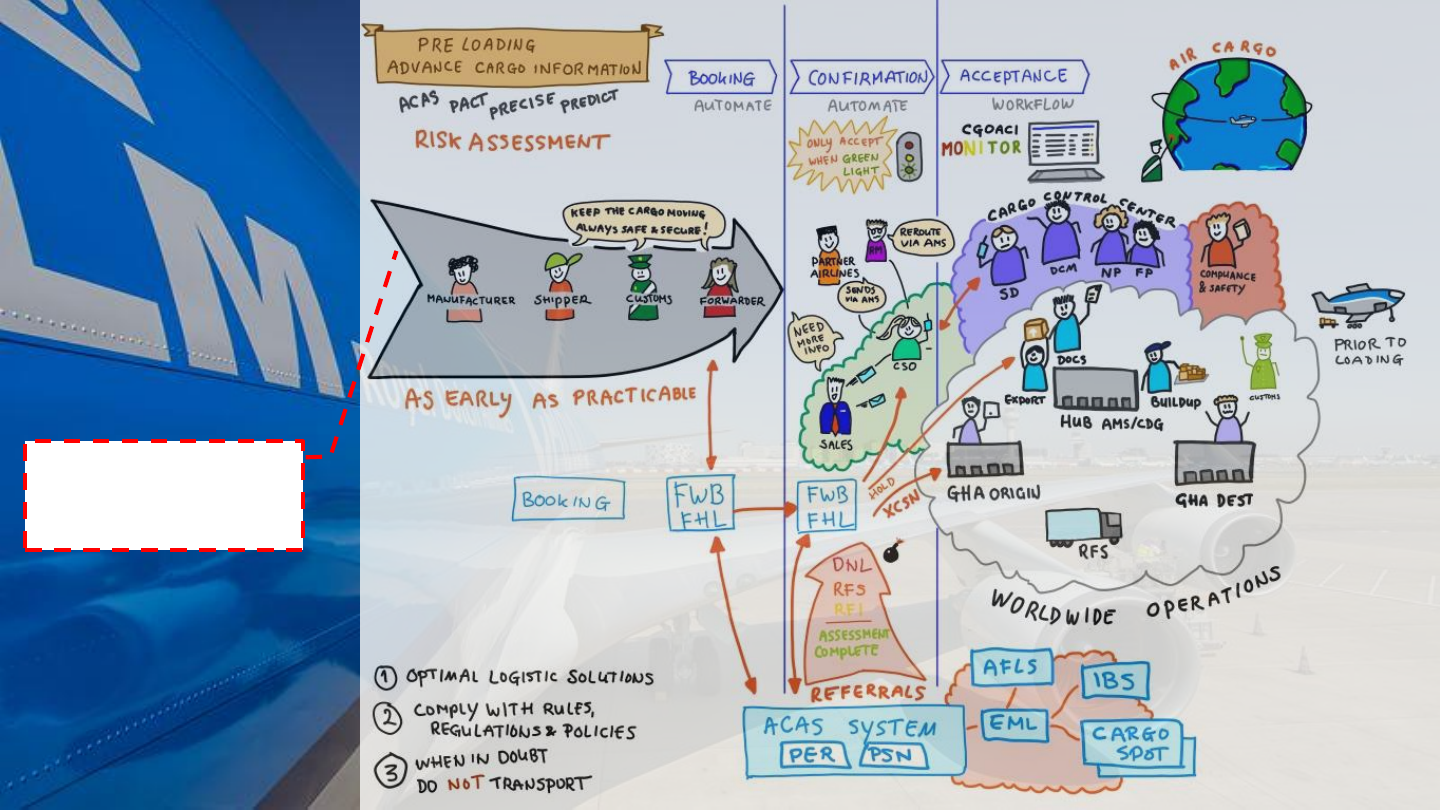 LM
PRE LOADING
ADVANCE CARGO INFORMATION
ACAS PACT PRECISE PREDICT
RISK ASSESSMENT
BOOKING
AUTOMATE
CONFIRMATION
AUTOMATE
ACCEPTANCE
WORKFLOW
AIR CARGO
ONLY ACCEPT
WHEN GREEN
LIGHT
CGOACI
MONITOR
KEEP THE CARGO MOVING
ALWAYS SAFE & SECURE!
MANUFACTURER
SHIPPER
CUSTOMS
FORWARDER
AS EARLY AS PRACTICABLE
PARTNER
AIRLINES
RM
REROUTE
VIA AMS
SENDS
VIA AMS
NEED
MORE
INFO
CSO
SALES
CARGO CONTROL CENTER
SD
DCM
NP
FP
COMPLIANCE
& SAFETY
DOCS
EXPORT
BUILDUP
CUSTOMS
HUB AMS/CDG
GHA ORIGIN
GHA DEST
RFS
WORLDWIDE OPERATIONS
PRIOR TO
LOADING
BOOKING
FWB
FHL
FWB
FHL
HOLD
XCSN
DNL
RFS
RFI
ASSESSMENT
COMPLETE
REFERRALS
ACAS SYSTEM
PER
PSN
AFLS
IBS
EML
CARGO
SPOT
1 OPTIMAL LOGISTIC SOLUTIONS
2 COMPLY WITH RULES,
REGULATIONS & POLICIES
3 WHEN IN DOUBT
DO NOT TRANSPORT